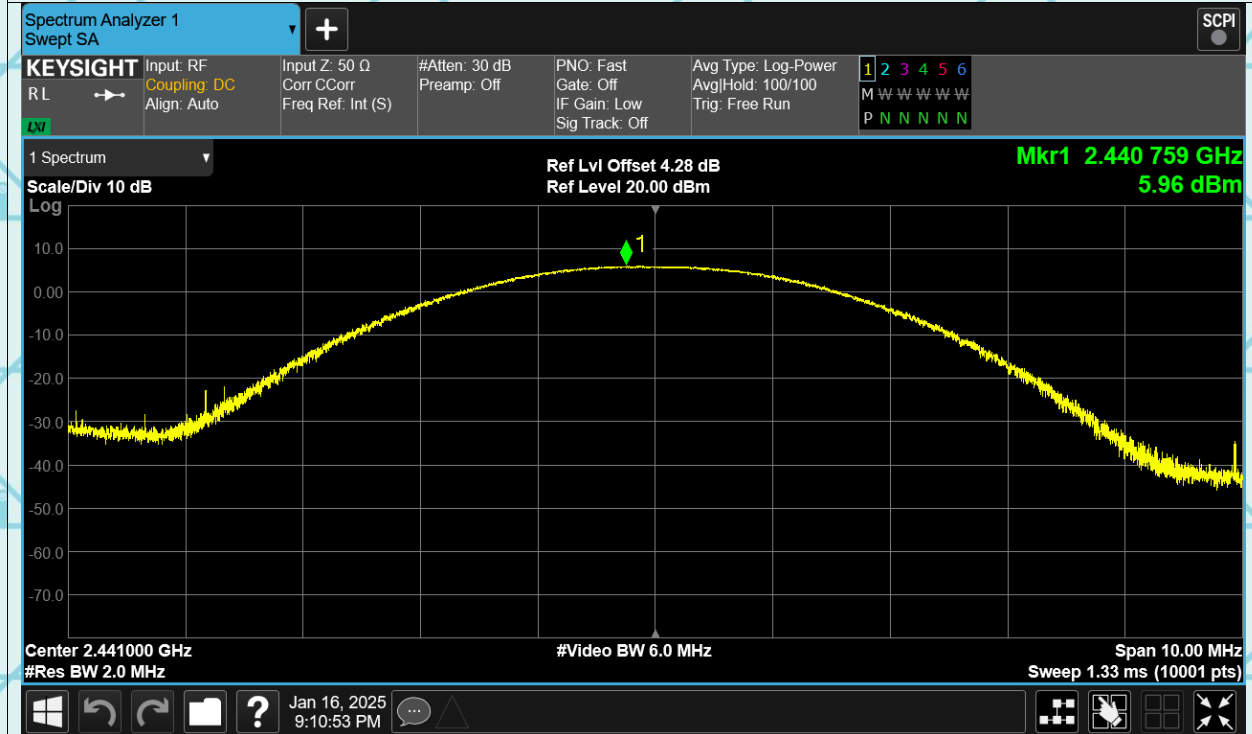 Spectrum Analyzer 1
Swept SA
+
SCPI
KEYSIGHT
R L
LXI
Input: RF
Coupling: DC
Align: Auto
Input Z: 50 Ω
Corr CCorr
Freq Ref: Int (S)
#Atten: 30 dB
Preamp: Off
PNO: Fast
Gate: Off
IF Gain: Low
Sig Track: Off
Avg Type: Log-Power
Avg|Hold: 100/100
Trig: Free Run
1 2 3 4 5 6
M W W W W W W
P N N N N N N
1 Spectrum
Scale/Div 10 dB
Log
Ref Lvl Offset 4.28 dB
Ref Level 20.00 dBm
Mkr1 2.440 759 GHz
5.96 dBm
1
10.0
0.00
-10.0
-20.0
-30.0
-40.0
-50.0
-60.0
-70.0
Center 2.441000 GHz
#Res BW 2.0 MHz
#Video BW 6.0 MHz
Span 10.00 MHz
Sweep 1.33 ms (10001 pts)
?
Jan 16, 2025
9:10:53 PM